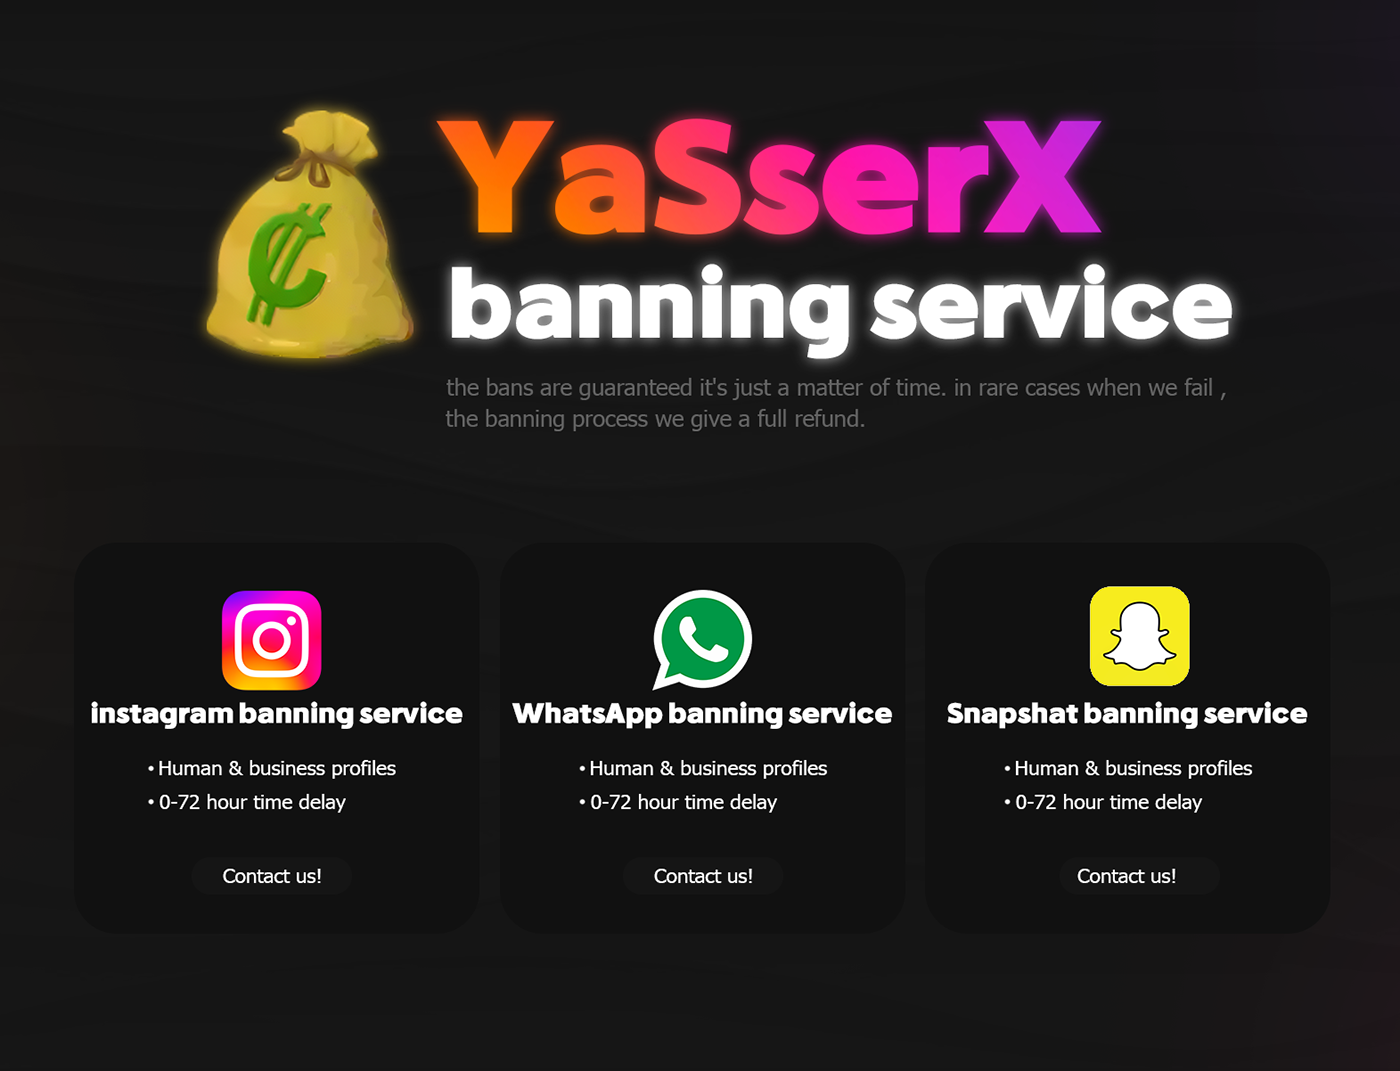 YaSserX
banning service
the bans are guaranteed it's just a matter of time. in rare cases when we fail ,
the banning process we give a full refund.
instagram banning service
• Human & business profiles
• 0-72 hour time delay
Contact us!
WhatsApp banning service
• Human & business profiles
• 0-72 hour time delay
Contact us!
Snapshat banning service
• Human & business profiles
• 0-72 hour time delay
Contact us!